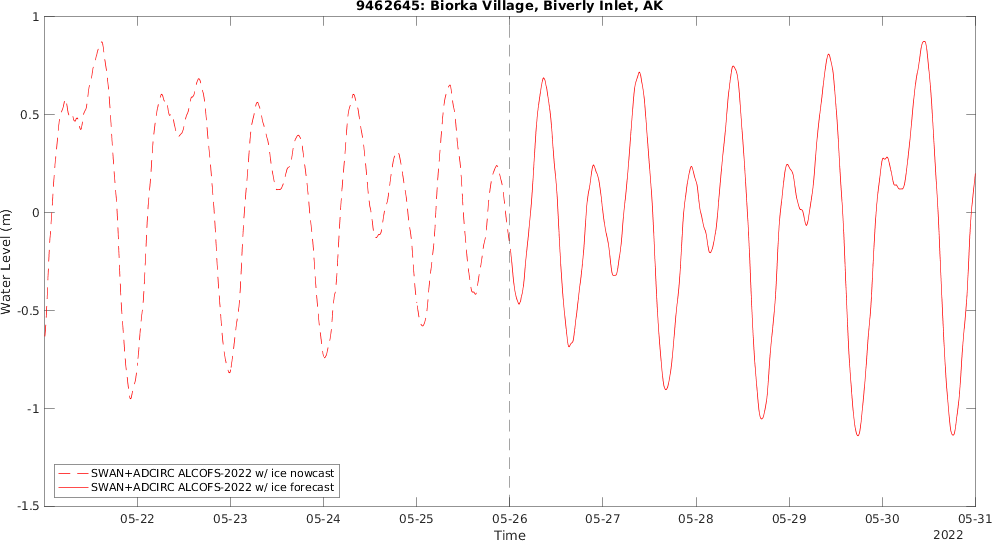 9462645: Biorka Village, Biverly Inlet, AK
Water Level (m)
1
0.5
0
-0.5
-1
-1.5
SWAN+ADCIRC ALCOFS-2022 w/ ice nowcast
SWAN+ADCIRC ALCOFS-2022 w/ ice forecast
05-22 05-23 05-24 05-25 05-26 05-27 05-28 05-29 05-30 05-31
Time
2022